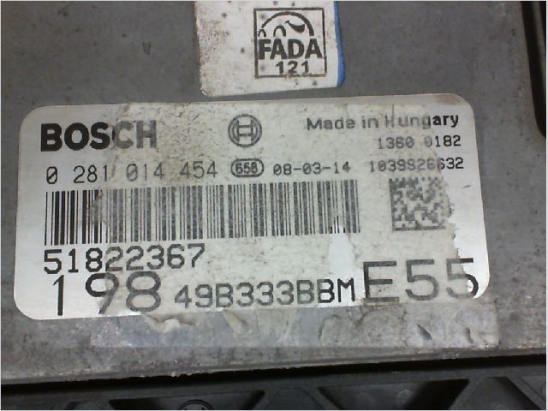 FADA
121
BOSCH
Made in Hungary
1360 0182
0 281 014 454 658 08-03-14 1039S26632
51822367
198 49B333BBM E55